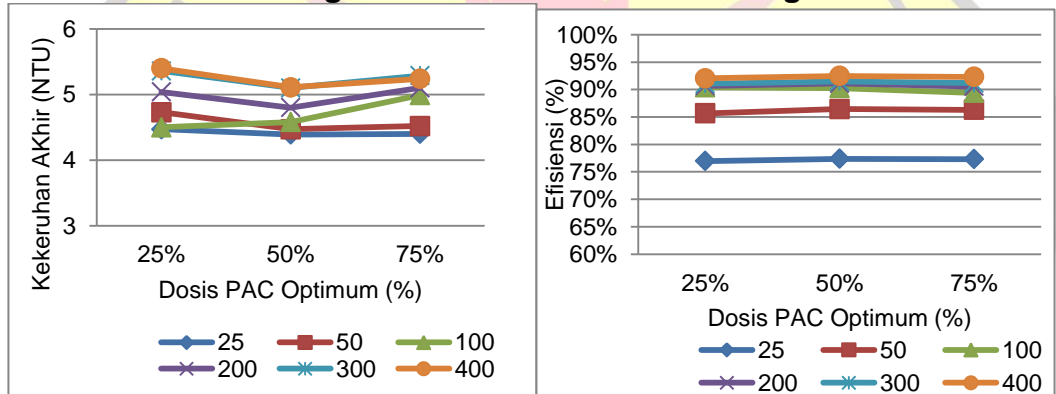 6
5
4
3
Kekeruhan AKhir (NTU)
25% 50% 75%
Dosis PAC Optimum (%)
25 50 100
200 300 400
100%
95%
90%
85%
80%
75%
70%
65%
60%
Efisiensi (%)
25% 50% 75%
Dosis PAC Optimum (%)
25 50 100
200 300 400